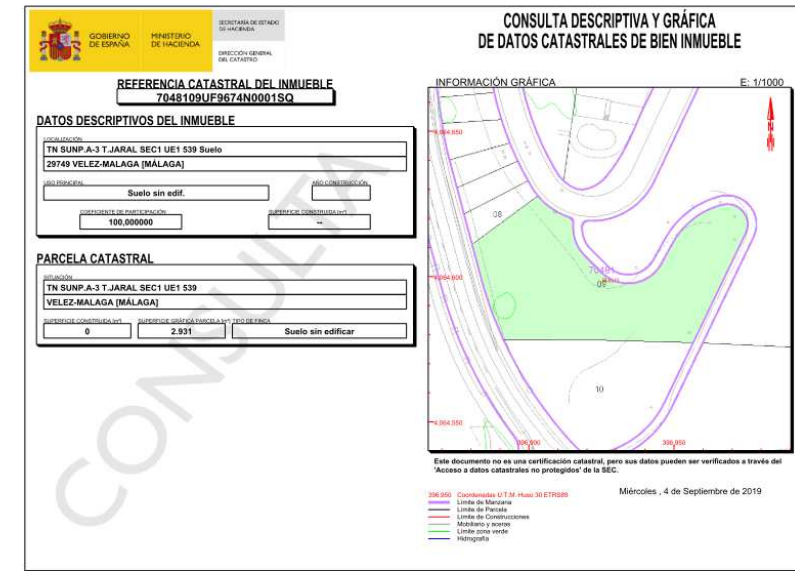 GOBIERNO
DE ESPAÑA
MINISTERIO
DE HACIENDA
SECRETARÍA DE ESTADO
DE HACIENDA
DIRECCIÓN GENERAL
DEL CATASTRO
CONSULTA DESCRIPTIVA Y GRÁFICA
DE DATOS CATASTRALES DE BIEN INMUEBLE
REFERENCIA CATASTRAL DEL INMUEBLE
7048109UF9674N0001SQ
DATOS DESCRIPTIVOS DEL INMUEBLE
LOCALIZACIÓN
TN SUNP.A-3 T.JARAL SEC1 UE1 539 Suelo
29749 VELEZ-MALAGA [MÁLAGA]
USO PRINCIPAL
AÑO CONSTRUCCIÓN
Suelo sin edif.
COEFICIENTE DE PARTICIPACIÓN
SUPERFICIE CONSTRUIDA [m²]
100,000000
--
PARCELA CATASTRAL
SITUACIÓN
TN SUNP.A-3 T.JARAL SEC1 UE1 539
VELEZ-MALAGA [MÁLAGA]
SUPERFICIE CONSTRUIDA [m²]
SUPERFICIE GRÁFICA PARCELA [m²]
TIPO DE FINCA
0
2.931
Suelo sin edificar
CONSULTA
INFORMACIÓN GRÁFICA
E: 1/1000
4,064,650
08
70481
4,064,600
09
10
4,064,550
396,900
396,950
Este documento no es una certificación catastral, pero sus datos pueden ser verificados a través del
'Acceso a datos catastrales no protegidos' de la SEC.
396,950 Coordenadas U.T.M. Huso 30 ETRS89
Límite de Manzana
Límite de Parcela
Límite de Construcciones
Mobiliario y aceras
Límite zona verde
Hidrografía
Miércoles , 4 de Septiembre de 2019